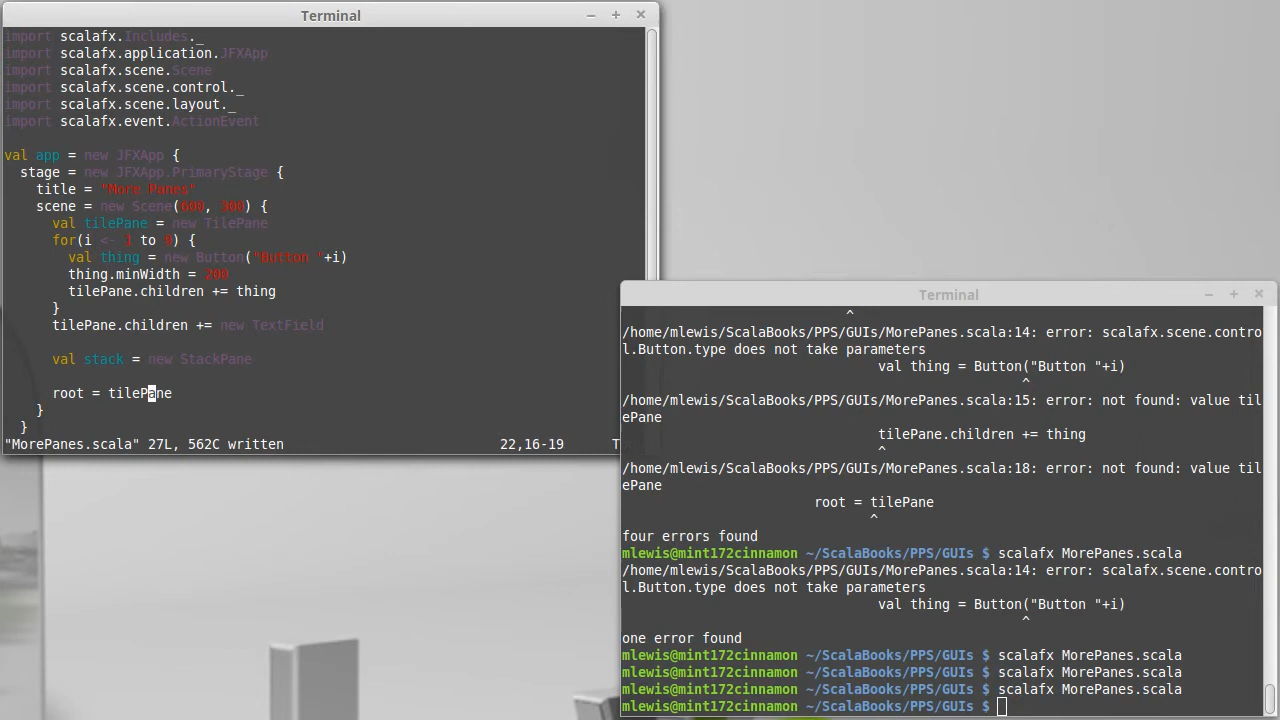 Terminal
import scalafx.Includes._
import scalafx.application.JFXApp
import scalafx.scene.Scene
import scalafx.scene.control._
import scalafx.scene.layout._
import scalafx.event.ActionEvent
val app = new JFXApp {
stage = new JFXApp.PrimaryStage {
title = "More Panes"
scene = new Scene(600, 300) {
val tilePane = new TilePane
for(i <- 1 to 9) {
val thing = new Button("Button "+i)
thing.minWidth = 200
tilePane.children += thing
}
tilePane.children += new TextField
val stack = new StackPane
root = tilePane
}
}
"MorePanes.scala" 27L, 562C written 22,16-19 T
Terminal
^
/home/mlewis/ScalaBooks/PPS/GUIs/MorePanes.scala:14: error: scalafx.scene.contro
l.Button.type does not take parameters
val thing = Button("Button "+i)
^
/home/mlewis/ScalaBooks/PPS/GUIs/MorePanes.scala:15: error: not found: value til
ePane
tilePane.children += thing
^
/home/mlewis/ScalaBooks/PPS/GUIs/MorePanes.scala:18: error: not found: value til
ePane
root = tilePane
^
four errors found
mlewis@mint172cinnamon ~/ScalaBooks/PPS/GUIs $ scalafx MorePanes.scala
/home/mlewis/ScalaBooks/PPS/GUIs/MorePanes.scala:14: error: scalafx.scene.contro
l.Button.type does not take parameters
val thing = Button("Button "+i)
^
one error found
mlewis@mint172cinnamon ~/ScalaBooks/PPS/GUIs $ scalafx MorePanes.scala
mlewis@mint172cinnamon ~/ScalaBooks/PPS/GUIs $ scalafx MorePanes.scala
mlewis@mint172cinnamon ~/ScalaBooks/PPS/GUIs $ scalafx MorePanes.scala
mlewis@mint172cinnamon ~/ScalaBooks/PPS/GUIs $